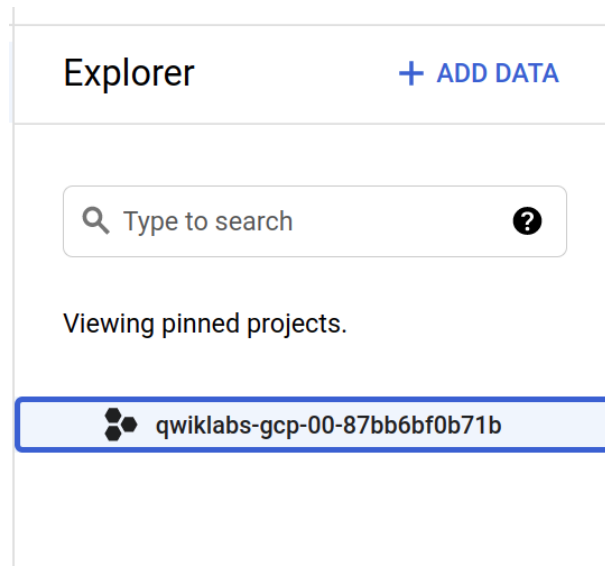 Explorer
+ ADD DATA
Type to search
Viewing pinned projects.
qwiklabs-gcp-00-87bb6bf0b71b